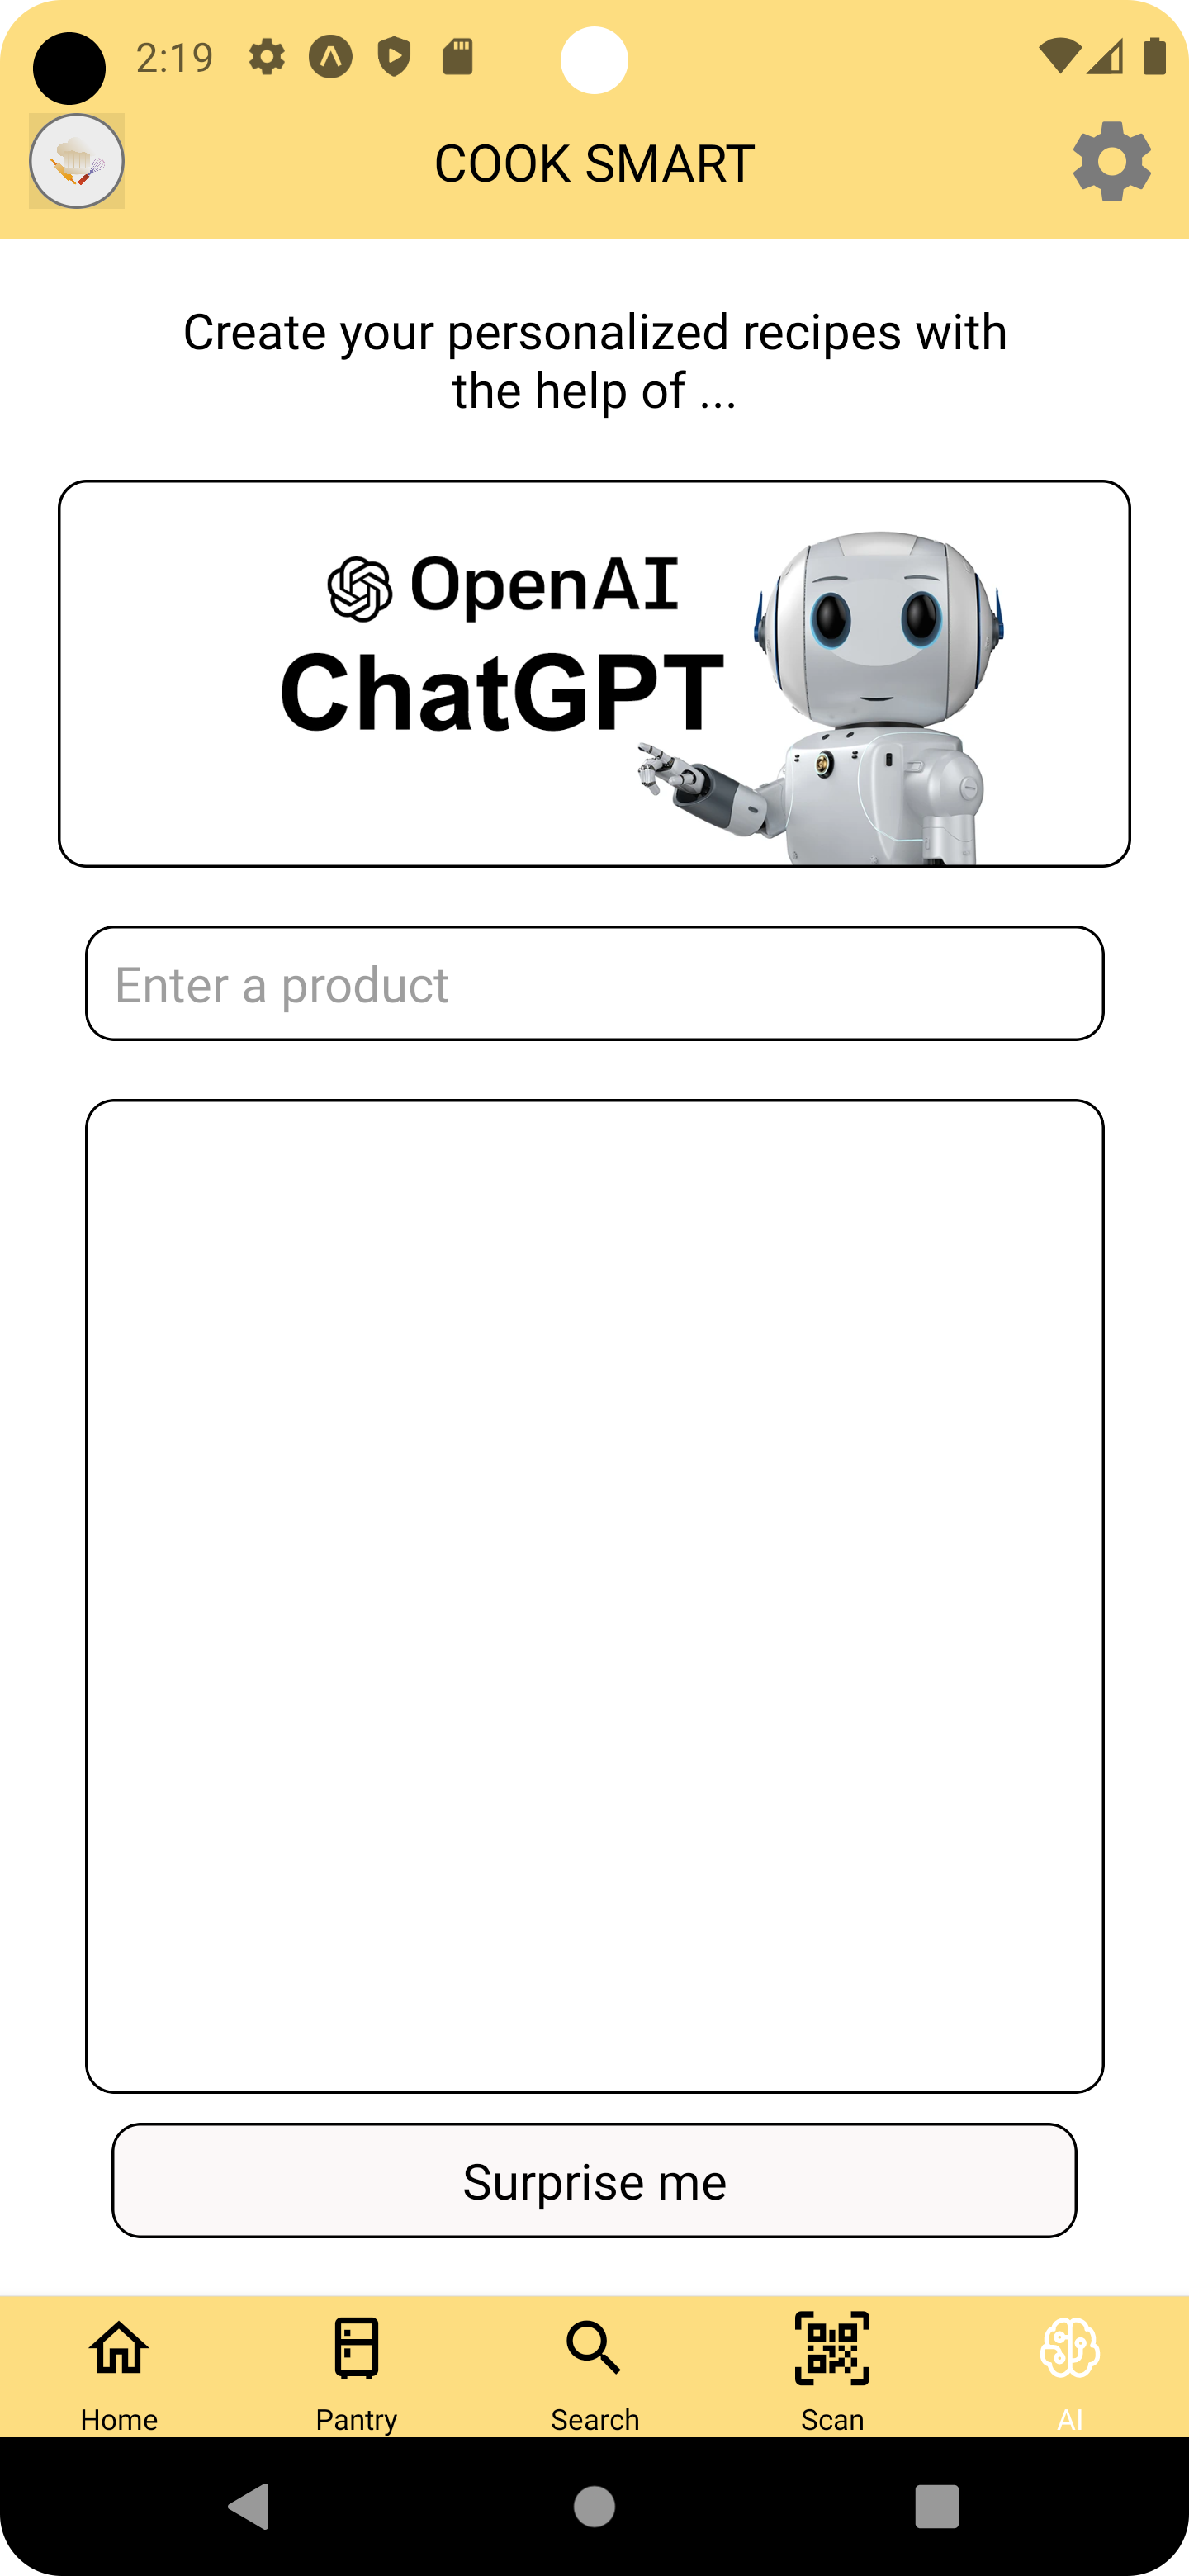 2:19
COOK SMART
Create your personalized recipes with
the help of ...
OpenAI
ChatGPT
Enter a product
Surprise me
Home
Pantry
Search
Scan
AI